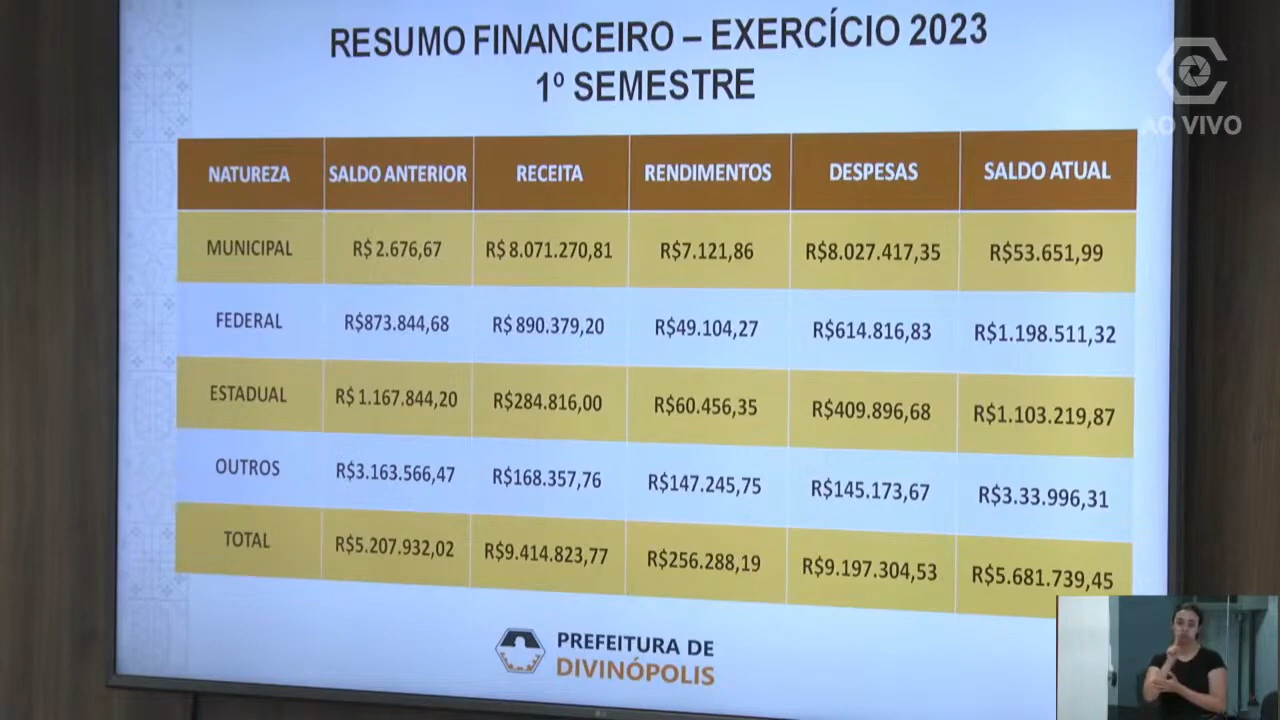 RESUMO FINANCEIRO – EXERCÍCIO 2023
1º SEMESTRE
AO VIVO
NATUREZA SALDO ANTERIOR RECEITA RENDIMENTOS DESPESAS SALDO ATUAL
MUNICIPAL R$ 2.676,67 R$ 8.071.270,81 R$7.121,86 R$8.027.417,35 R$53.651,99
FEDERAL R$873.844,68 R$ 890.379,20 R$49.104,27 R$614.816,83 R$1.198.511,32
ESTADUAL R$ 1.167.844,20 R$284.816,00 R$60.456,35 R$409.896,68 R$1.103.219,87
OUTROS R$3.163.566,47 R$168.357,76 R$147.245,75 R$145.173,67 R$3.33.996,31
TOTAL R$5.207.932,02 R$9.414.823,77 R$256.288,19 R$9.197.304,53 R$5.681.739,45
PREFEITURA DE
DIVINÓPOLIS